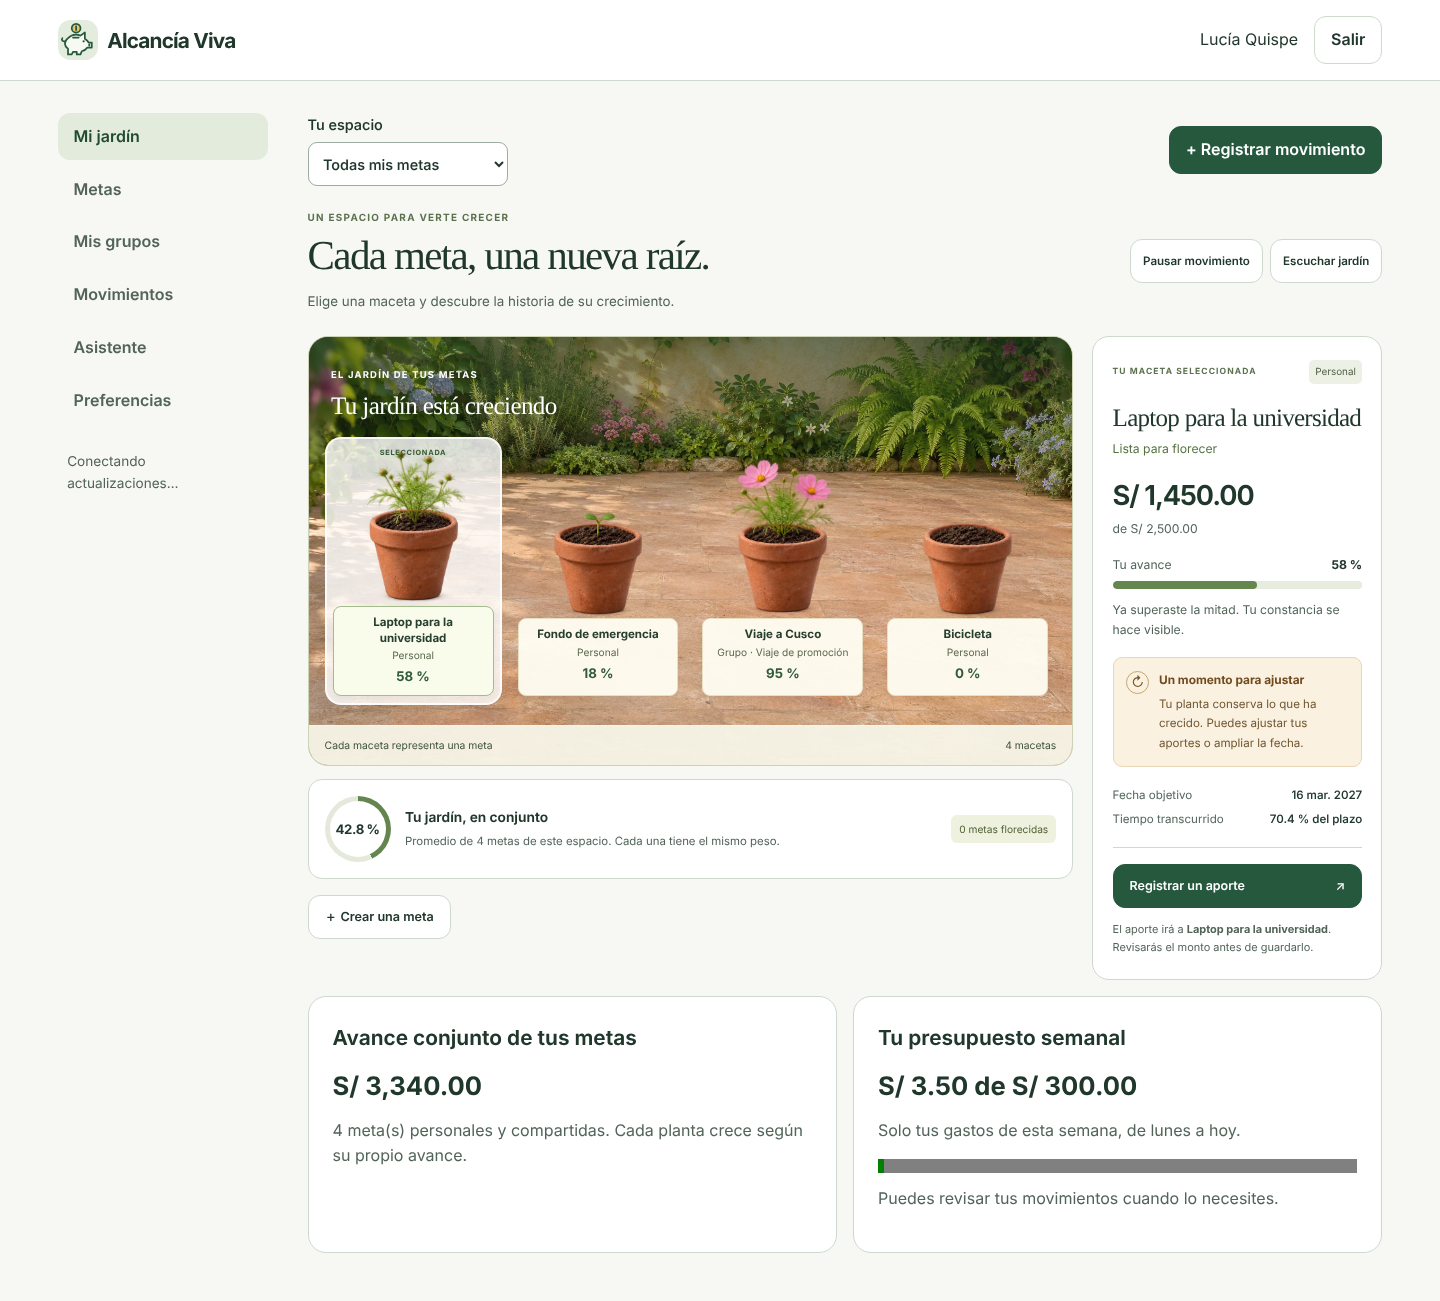 Alcancía Viva
Lucía Quispe
Salir
Mi jardín
Metas
Mis grupos
Movimientos
Asistente
Preferencias
Conectando
actualizaciones...
Tu espacio
Todas mis metas
+ Registrar movimiento
UN ESPACIO PARA VERTE CRECER
Cada meta, una nueva raíz.
Elige una maceta y descubre la historia de su crecimiento.
Pausar movimiento
Escuchar jardín
EL JARDÍN DE TUS METAS
Tu jardín está creciendo
SELECCIONADA
Laptop para la
universidad
Personal
58 %
Fondo de emergencia
Personal
18 %
Viaje a Cusco
Grupo · Viaje de promoción
95 %
Bicicleta
Personal
0 %
Cada maceta representa una meta
4 macetas
42.8 %
Tu jardín, en conjunto
Promedio de 4 metas de este espacio. Cada una tiene el mismo peso.
0 metas florecidas
+ Crear una meta
TU MACETA SELECCIONADA
Personal
Laptop para la universidad
Lista para florecer
S/ 1,450.00
de S/ 2,500.00
Tu avance
58 %
Ya superaste la mitad. Tu constancia se
hace visible.
Un momento para ajustar
Tu planta conserva lo que ha
crecido. Puedes ajustar tus
aportes o ampliar la fecha.
Fecha objetivo
16 mar. 2027
Tiempo transcurrido
70.4 % del plazo
Registrar un aporte
El aporte irá a Laptop para la universidad.
Revisarás el monto antes de guardarlo.
Avance conjunto de tus metas
S/ 3,340.00
4 meta(s) personales y compartidas. Cada planta crece según
su propio avance.
Tu presupuesto semanal
S/ 3.50 de S/ 300.00
Solo tus gastos de esta semana, de lunes a hoy.
Puedes revisar tus movimientos cuando lo necesites.